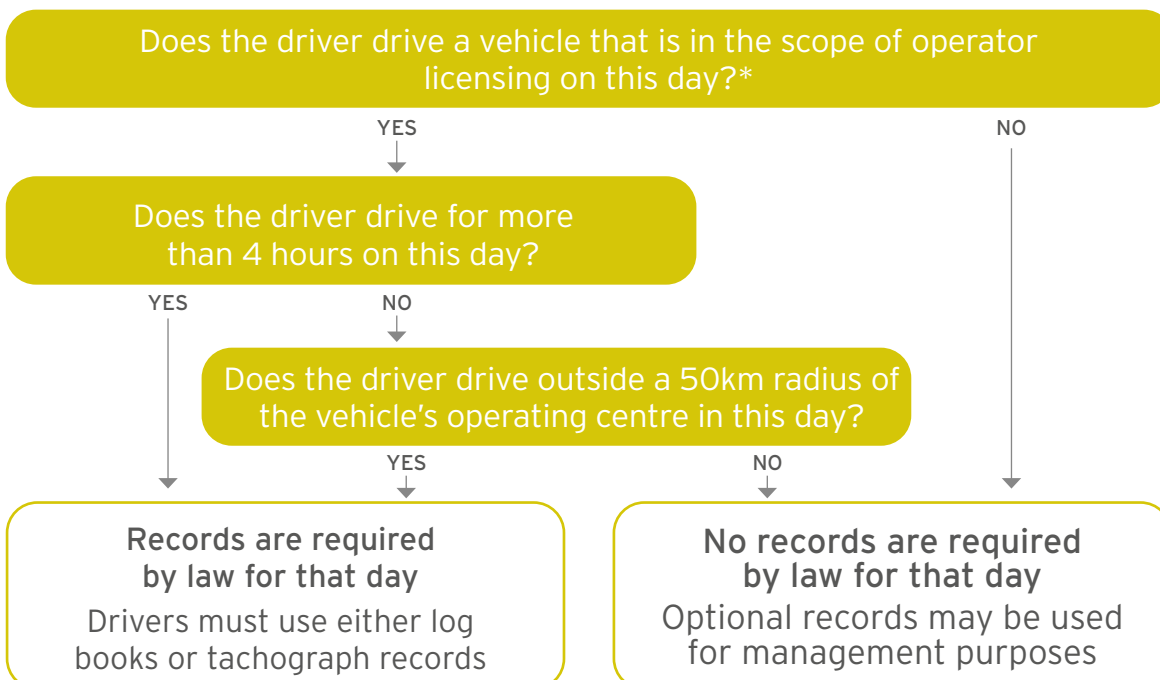 Does the driver drive a vehicle that is in the scope of operator
licensing on this day?*
YES
NO
Does the driver drive for more
than 4 hours on this day?
YES
NO
Does the driver drive outside a 50km radius of
the vehicle's operating centre in this day?
YES
NO
Records are required
by law for that day
Drivers must use either log
books or tachograph records
No records are required
by law for that day
Optional records may be used
for management purposes